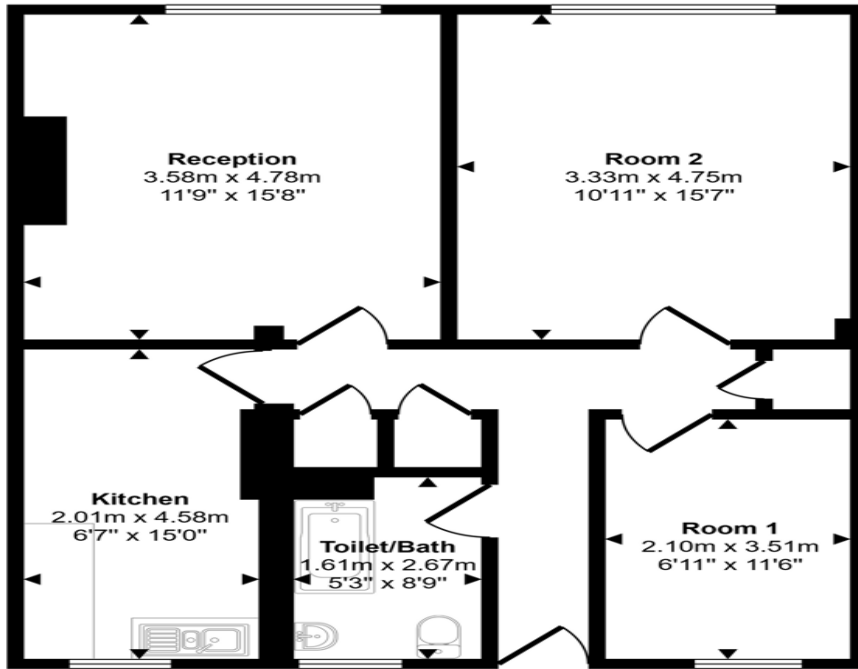 Reception
3.58m x 4.78m
11'9" x 15'8"
Room 2
3.33m x 4.75m
10'11" x 15'7"
Kitchen
2.01m x 4.58m
6'7" x 15'0"
Toilet/Bath
1.61m x 2.67m
5'3" x 8'9"
Room 1
2.10m x 3.51m
6'11" x 11'6"